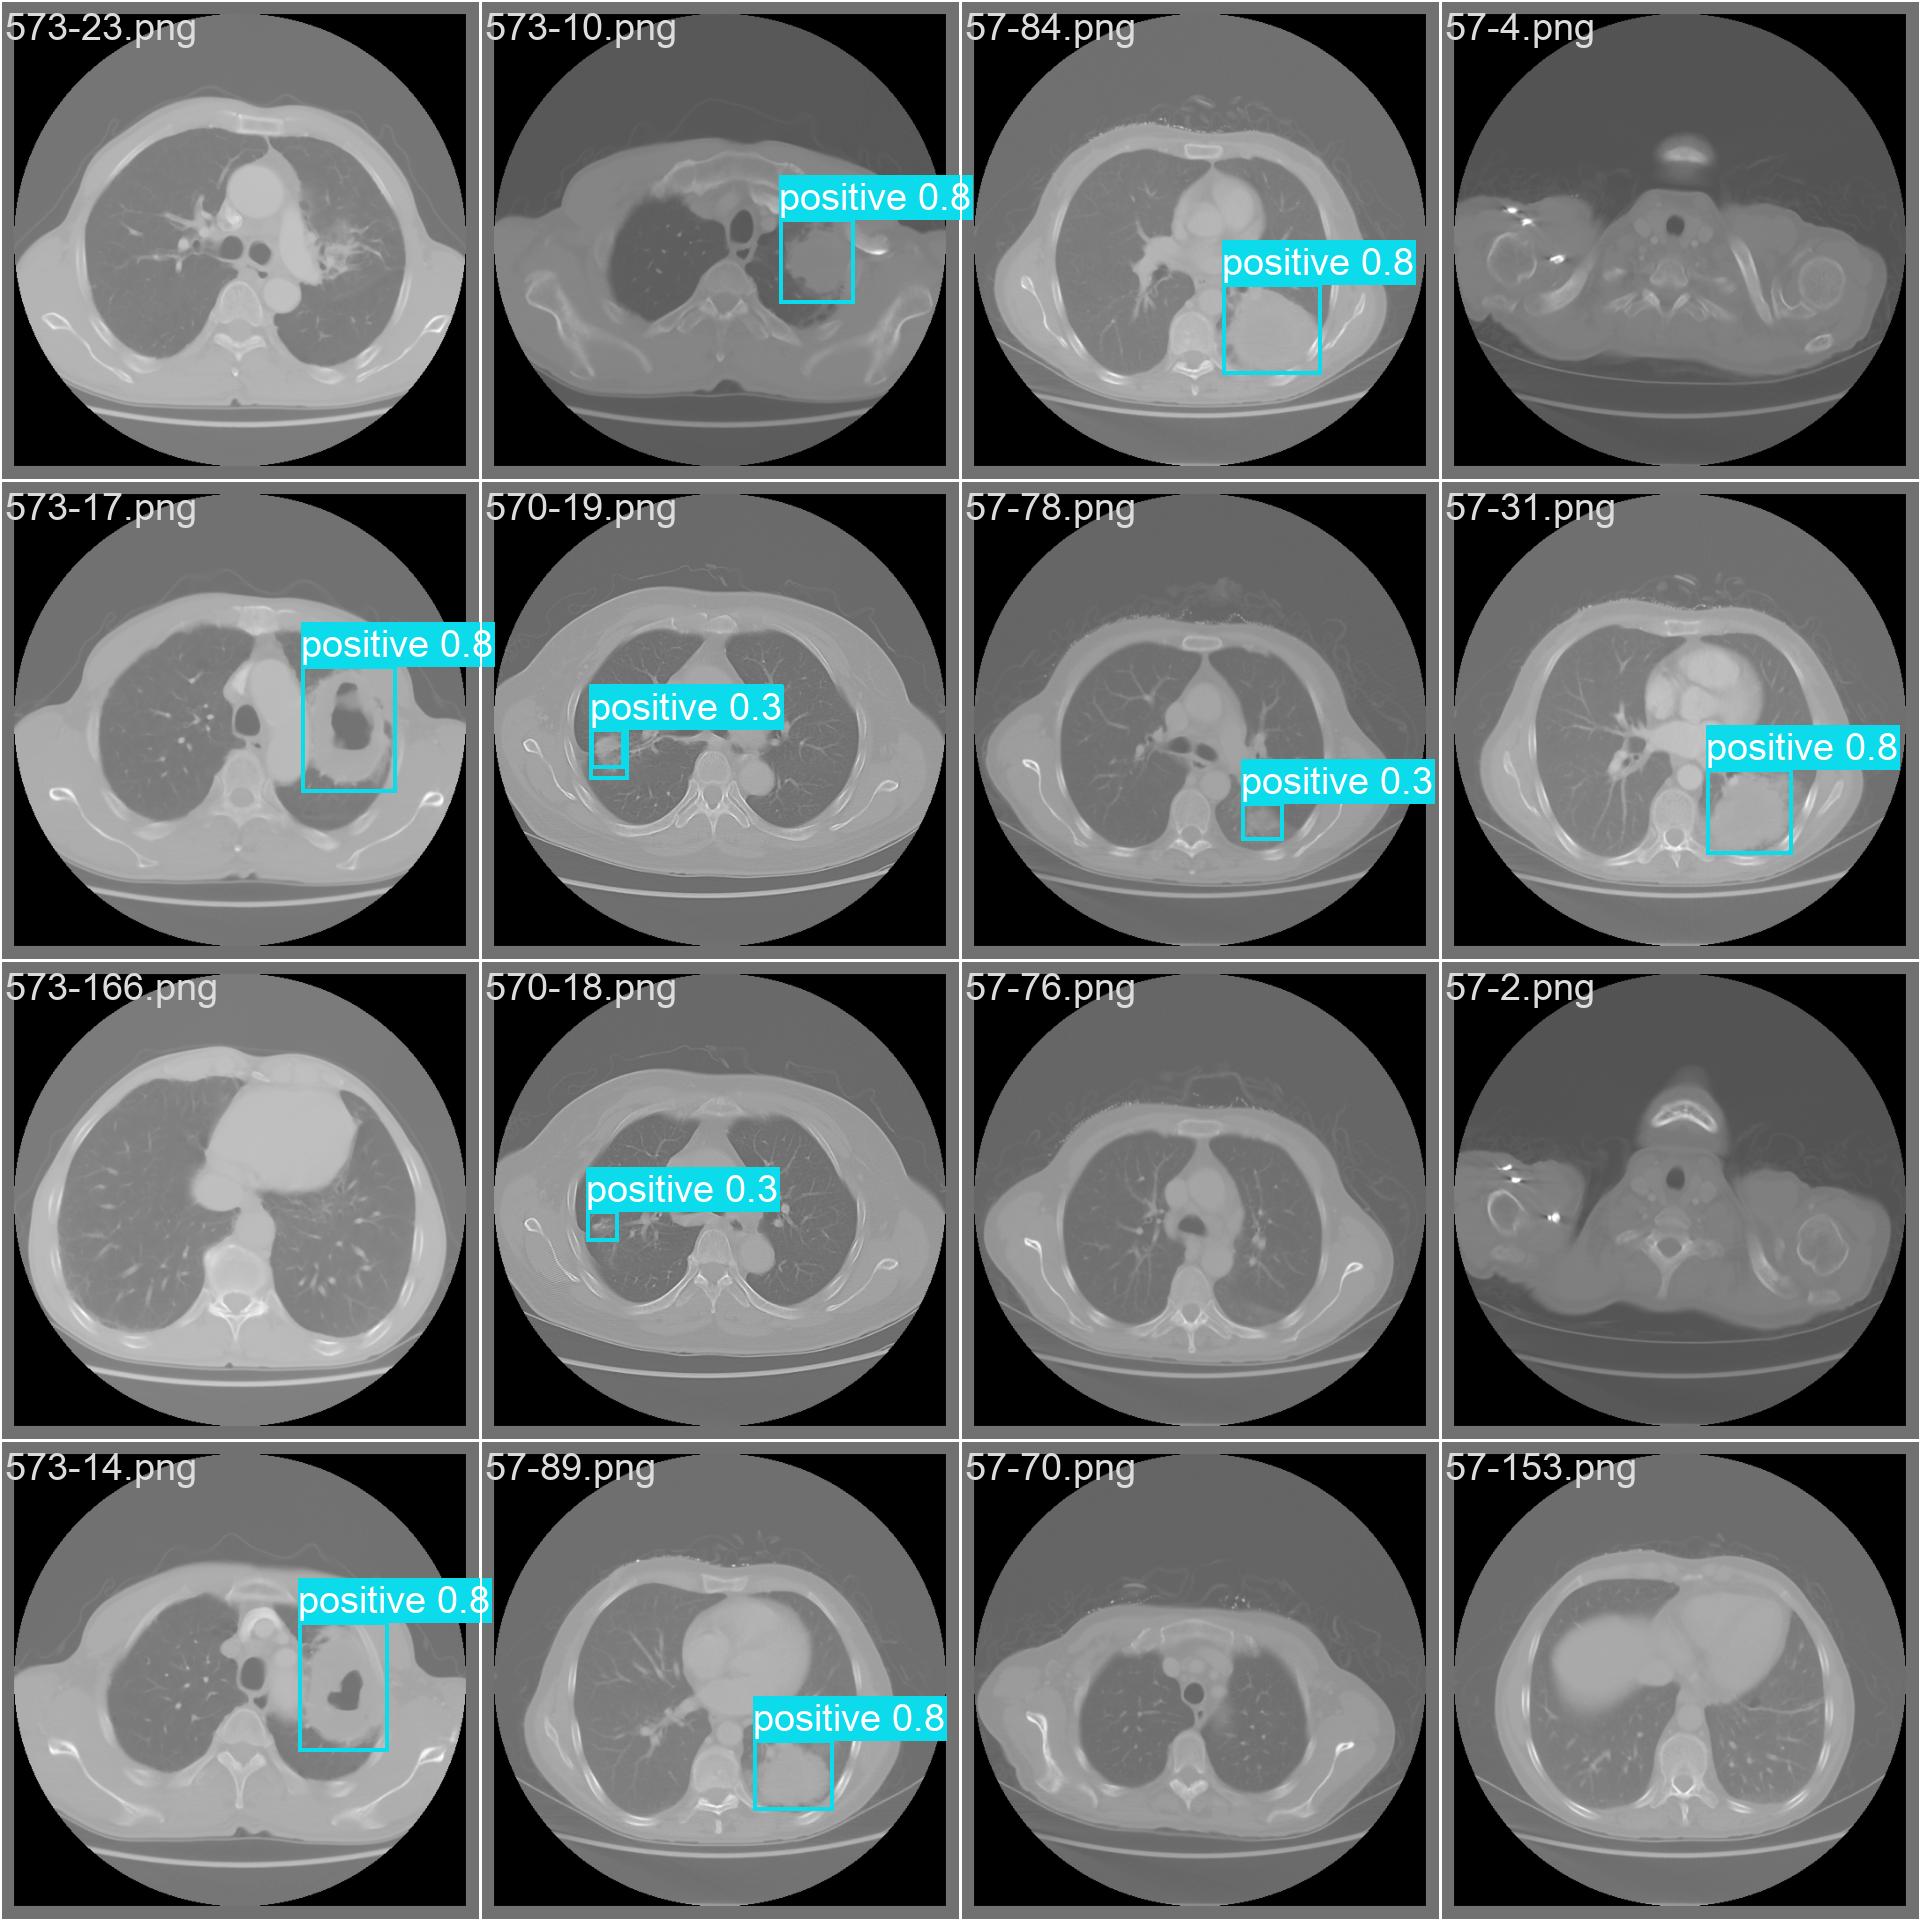 573-23.png
573-10.png
57-84.png
57-4.png
positive 0.8
positive 0.8
573-17.png
570-19.png
57-78.png
57-31.png
positive 0.8
positive 0.3
positive 0.3
positive 0.8
573-166.png
570-18.png
57-76.png
57-2.png
positive 0.3
573-14.png
57-89.png
57-70.png
57-153.png
positive 0.8
positive 0.8